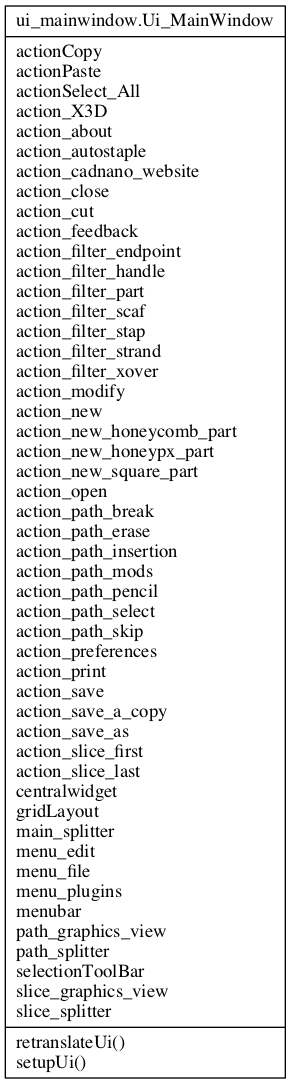 ui_mainwindow.Ui_MainWindow
actionCopy
actionPaste
actionSelect_All
action_X3D
action_about
action_autostaple
action_cadnano_website
action_close
action_cut
action_feedback
action_filter_endpoint
action_filter_handle
action_filter_part
action_filter_scaf
action_filter_stap
action_filter_strand
action_filter_xover
action_modify
action_new
action_new_honeycomb_part
action_new_honeypx_part
action_new_square_part
action_open
action_path_break
action_path_erase
action_path_insertion
action_path_mods
action_path_pencil
action_path_select
action_path_skip
action_preferences
action_print
action_save
action_save_a_copy
action_save_as
action_slice_first
action_slice_last
centralwidget
gridLayout
main_splitter
menu_edit
menu_file
menu_plugins
menubar
path_graphics_view
path_splitter
selectionToolBar
slice_graphics_view
slice_splitter
retranslateUi()
setupUi()